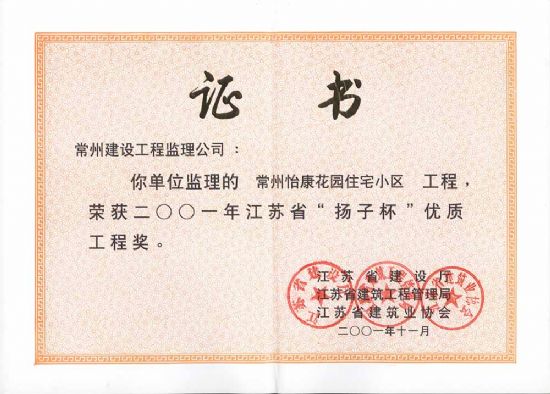 证书
常州建设工程监理公司：
你单位监理的 常州怡康花园住宅小区 工程，
荣获二〇〇一年江苏省“扬子杯”优质
工程奖。
江苏省建设厅
江苏省建筑工程管理局
江苏省建筑业协会
二〇〇一年十一月